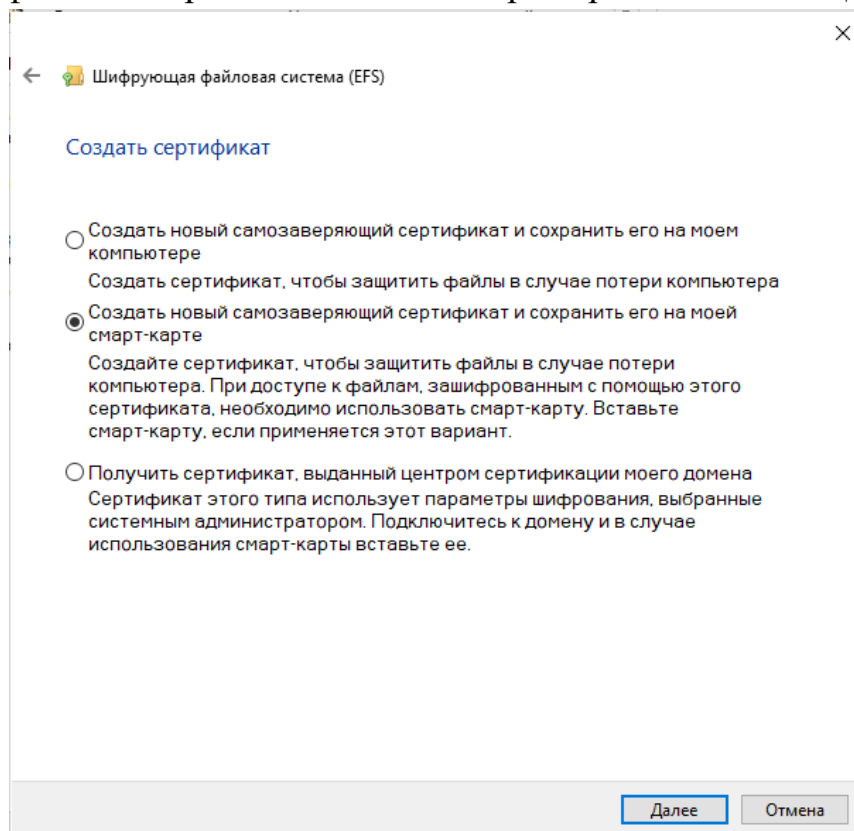 Шифрующая файловая система (EFS)
Создать сертификат
Создать новый самозаверяющий сертификат и сохранить его на моем
компьютере
Создать сертификат, чтобы защитить файлы в случае потери компьютера
Создать новый самозаверяющий сертификат и сохранить его на моей
смарт-карте
Создайте сертификат, чтобы защитить файлы в случае потери
компьютера. При доступе к файлам, зашифрованным с помощью этого
сертификата, необходимо использовать смарт-карту. Вставьте
смарт-карту, если применяется этот вариант.
Получить сертификат, выданный центром сертификации моего домена
Сертификат этого типа использует параметры шифрования, выбранные
системным администратором. Подключитесь к домену и в случае
использования смарт-карты вставьте ее.
Далее Отмена